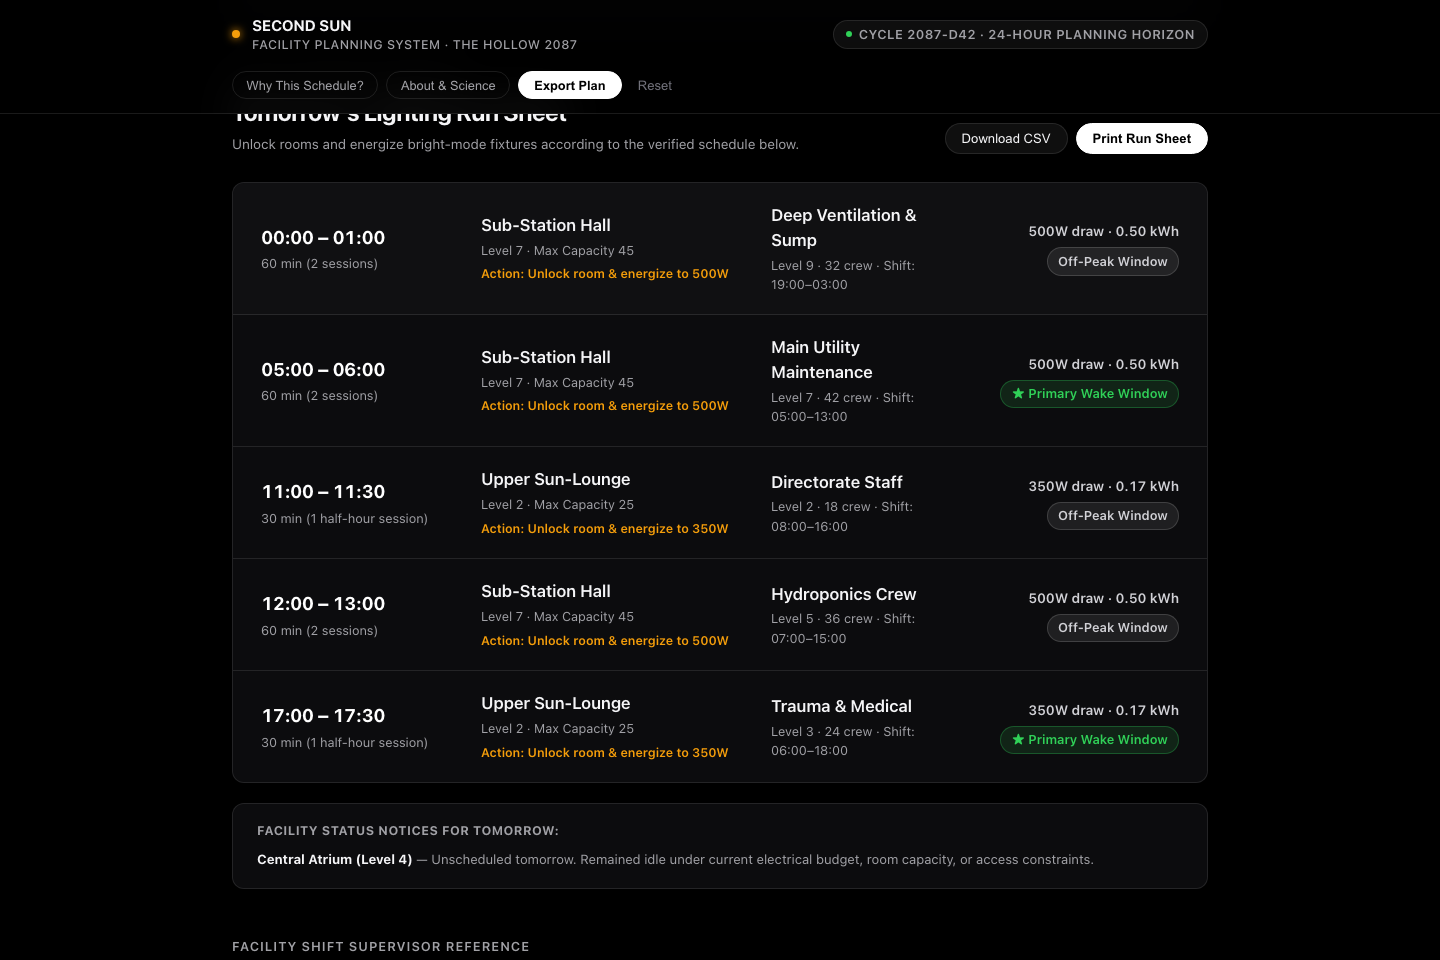 SECOND SUN
FACILITY PLANNING SYSTEM · THE HOLLOW 2087
CYCLE 2087-D42 · 24-HOUR PLANNING HORIZON
Why This Schedule?
About & Science
Export Plan
Reset
Tomorrow's Lighting Run Sheet
Unlock rooms and energize bright-mode fixtures according to the verified schedule below.
Download CSV
Print Run Sheet
00:00 – 01:00
60 min (2 sessions)
Sub-Station Hall
Level 7 · Max Capacity 45
Action: Unlock room & energize to 500W
Deep Ventilation &
Sump
Level 9 · 32 crew · Shift:
19:00–03:00
500W draw · 0.50 kWh
Off-Peak Window
05:00 – 06:00
60 min (2 sessions)
Sub-Station Hall
Level 7 · Max Capacity 45
Action: Unlock room & energize to 500W
Main Utility
Maintenance
Level 7 · 42 crew · Shift:
05:00–13:00
500W draw · 0.50 kWh
★ Primary Wake Window
11:00 – 11:30
30 min (1 half-hour session)
Upper Sun-Lounge
Level 2 · Max Capacity 25
Action: Unlock room & energize to 350W
Directorate Staff
Level 2 · 18 crew · Shift:
08:00–16:00
350W draw · 0.17 kWh
Off-Peak Window
12:00 – 13:00
60 min (2 sessions)
Sub-Station Hall
Level 7 · Max Capacity 45
Action: Unlock room & energize to 500W
Hydroponics Crew
Level 5 · 36 crew · Shift:
07:00–15:00
500W draw · 0.50 kWh
Off-Peak Window
17:00 – 17:30
30 min (1 half-hour session)
Upper Sun-Lounge
Level 2 · Max Capacity 25
Action: Unlock room & energize to 350W
Trauma & Medical
Level 3 · 24 crew · Shift:
06:00–18:00
350W draw · 0.17 kWh
★ Primary Wake Window
FACILITY STATUS NOTICES FOR TOMORROW:
Central Atrium (Level 4) — Unscheduled tomorrow. Remained idle under current electrical budget, room capacity, or access constraints.
FACILITY SHIFT SUPERVISOR REFERENCE